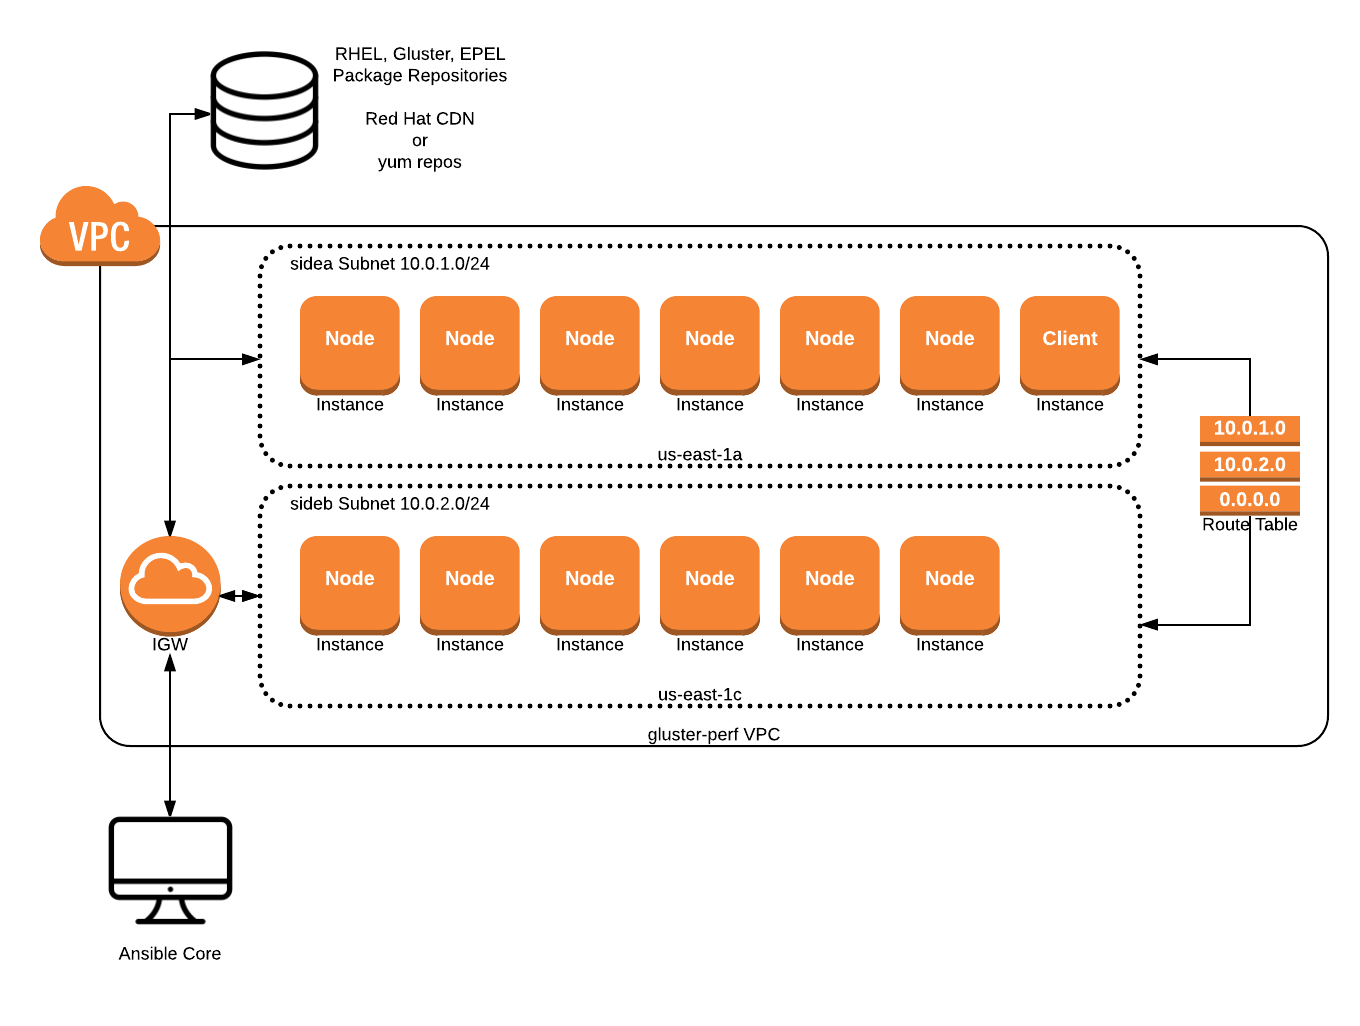 RHEL, Gluster, EPEL
Package Repositories
Red Hat CDN
or
yum repos
VPC
sidea Subnet 10.0.1.0/24
Node
Node
Node
Node
Node
Node
Client
Instance
Instance
Instance
Instance
Instance
Instance
Instance
us-east-1a
10.0.1.0
10.0.2.0
0.0.0.0
Route Table
sideb Subnet 10.0.2.0/24
Node
Node
Node
Node
Node
Node
Instance
Instance
Instance
Instance
Instance
Instance
us-east-1c
IGW
gluster-perf VPC
Ansible Core